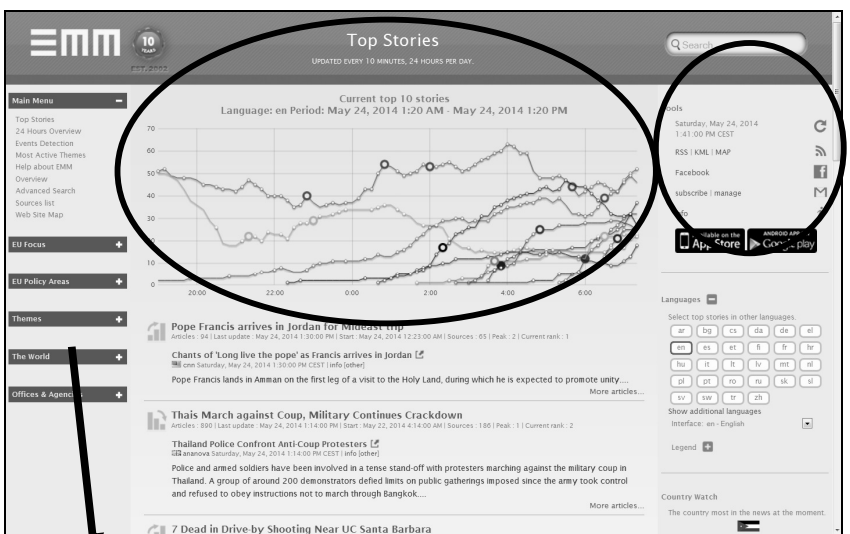 EMM
10
YEARS
EST. 2002
Top Stories
UPDATED EVERY 10 MINUTES, 24 HOURS PER DAY.
Search
Main Menu
Top Stories
24 Hours Overview
Events Detection
Most Active Themes
Help about EMM
Overview
Advanced Search
Sources list
Web Site Map
EU Focus
EU Policy Areas
Themes
The World
Offices & Agencies
Current top 10 stories
Language: en Period: May 24, 2014 1:20 AM - May 24, 2014 1:20 PM
70
60
50
40
30
20
10
0
20:00 22:00 0:00 2:00 4:00 6:00
Pope Francis arrives in Jordan for Mideast trip
Articles : 94 | Last update : May 24, 2014 1:30:00 PM | Start : May 24, 2014 12:23:00 AM | Sources : 65 | Peak : 2 | Current rank : 1
Chants of 'Long live the pope' as Francis arrives in Jordan
cnn Saturday, May 24, 2014 1:30:00 PM CEST | info [other]
Pope Francis lands in Amman on the first leg of a visit to the Holy Land, during which he is expected to promote unity....
More articles...
Thais March against Coup, Military Continues Crackdown
Articles : 890 | Last update : May 24, 2014 1:14:00 PM | Start : May 22, 2014 4:14:00 AM | Sources : 186 | Peak : 1 | Current rank : 2
Thailand Police Confront Anti-Coup Protesters
ananova Saturday, May 24, 2014 1:14:00 PM CEST | info [other]
Police and armed soldiers have been involved in a tense stand-off with protesters marching against the military coup in
Thailand. A group of around 200 demonstrators defied limits on public gatherings imposed since the army took control
and refused to obey instructions not to march through Bangkok....
More articles...
7 Dead in Drive-by Shooting Near UC Santa Barbara
Tools
Saturday, May 24, 2014
1:41:00 PM CEST
RSS | KML | MAP
Facebook
subscribe | manage
info
Available on the
App Store
ANDROID APP
Google play
Languages
Select top stories in other languages.
ar bg cs da de el
en es et fi fr hr
hu it lt lv mt nl
pl pt ro ru sk sl
sv sw tr zh
Show additional languages
Interface: en - English
Legend
Country Watch
The country most in the news at the moment.